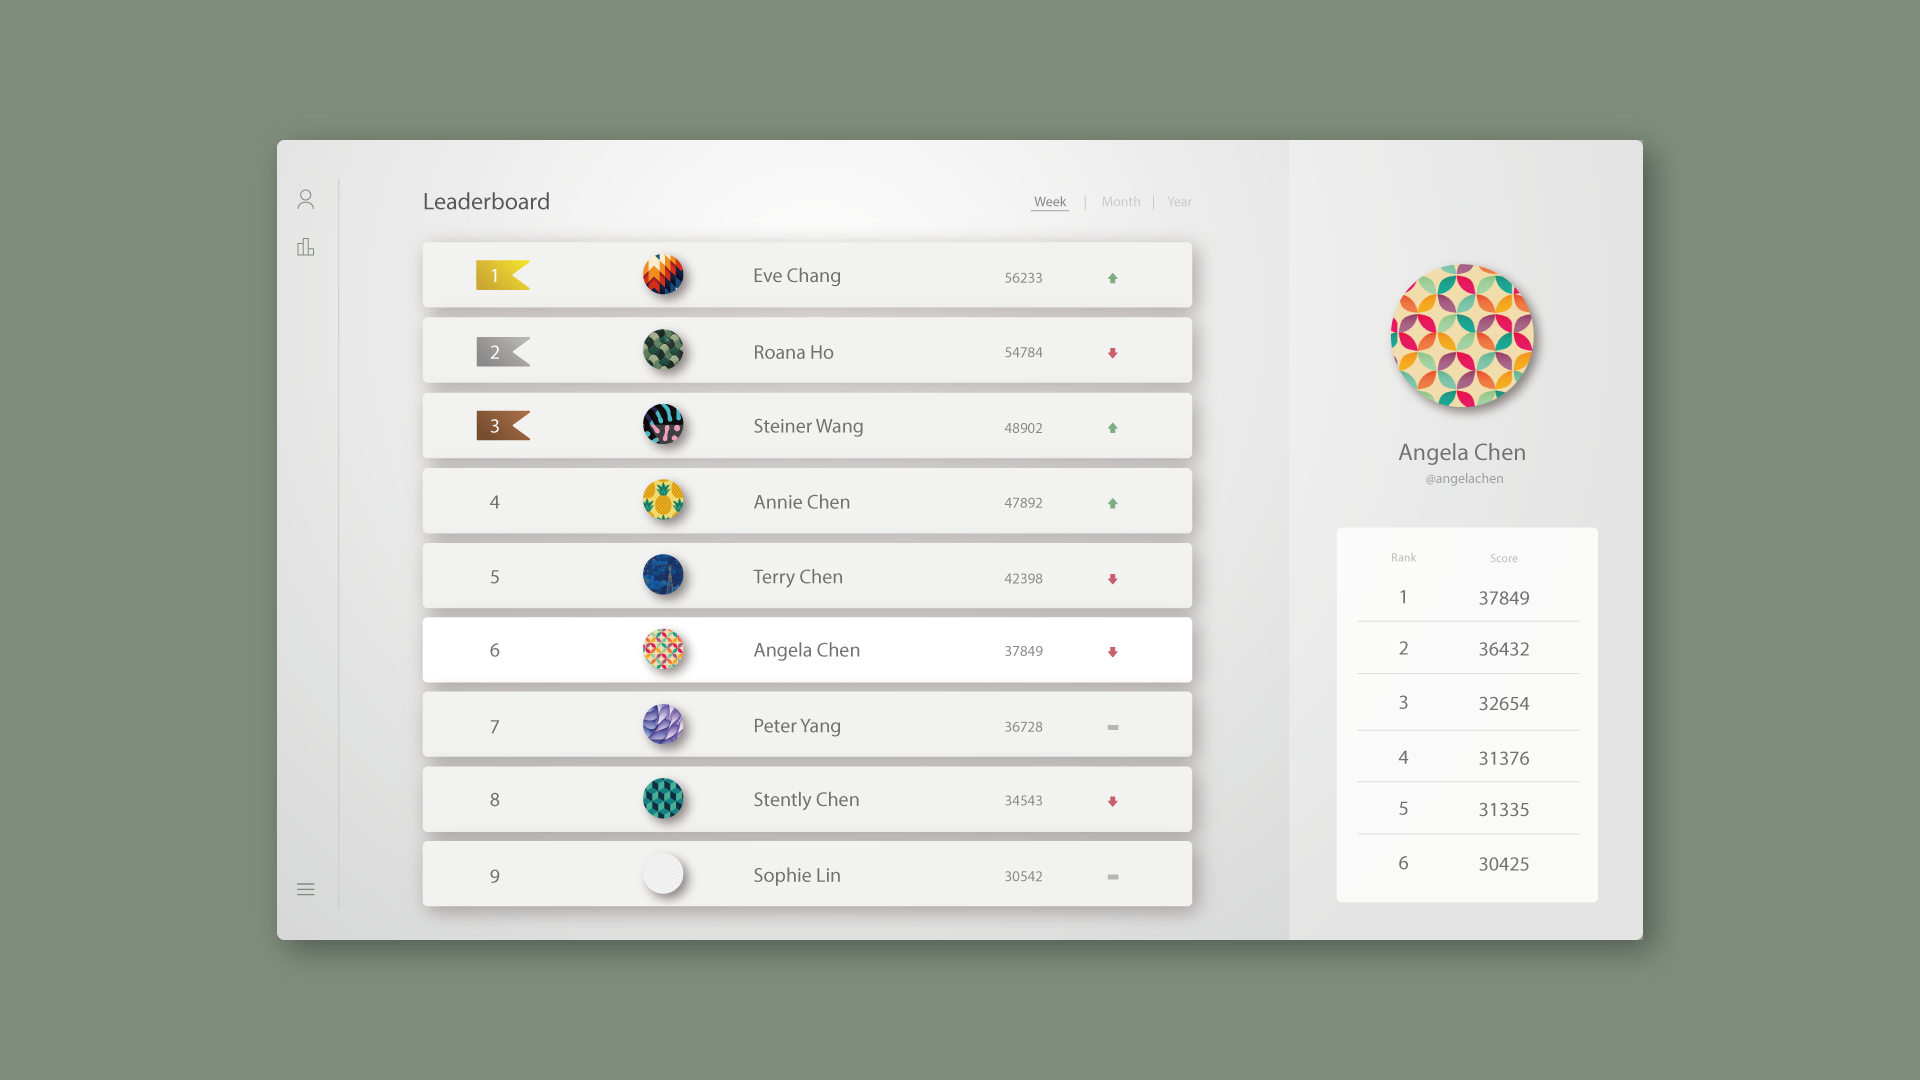 Leaderboard
Week | Month | Year
1 Eve Chang 56233
2 Roana Ho 54784
3 Steiner Wang 48902
4 Annie Chen 47892
5 Terry Chen 42398
6 Angela Chen 37849
7 Peter Yang 36728
8 Stently Chen 34543
9 Sophie Lin 30542
Angela Chen
@angelachen
Rank Score
1 37849
2 36432
3 32654
4 31376
5 31335
6 30425